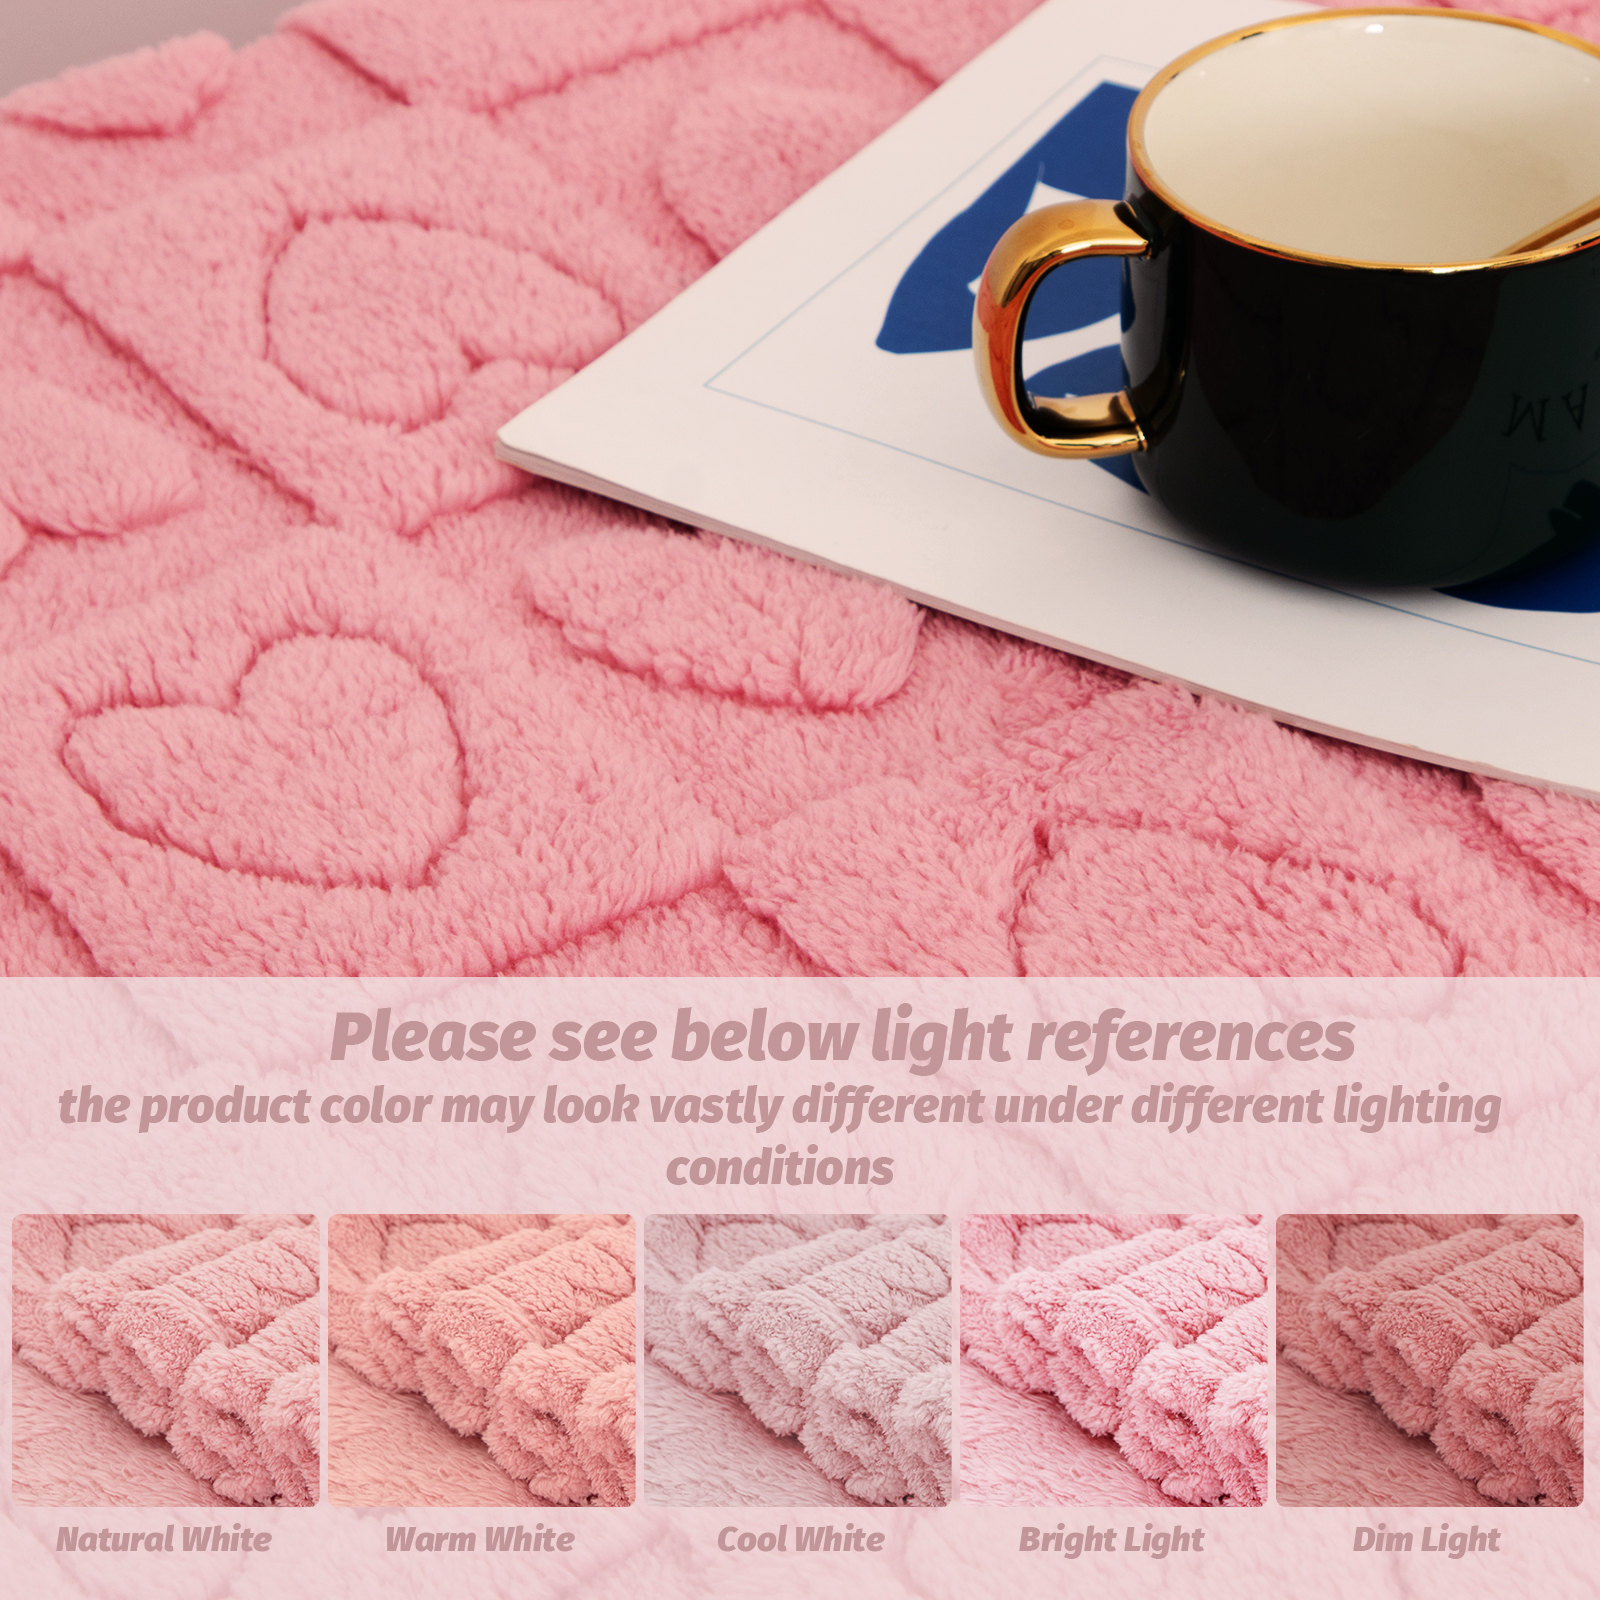 Please see below light references
the product color may look vastly different under different lighting
conditions
Natural White
Warm White
Cool White
Bright Light
Dim Light